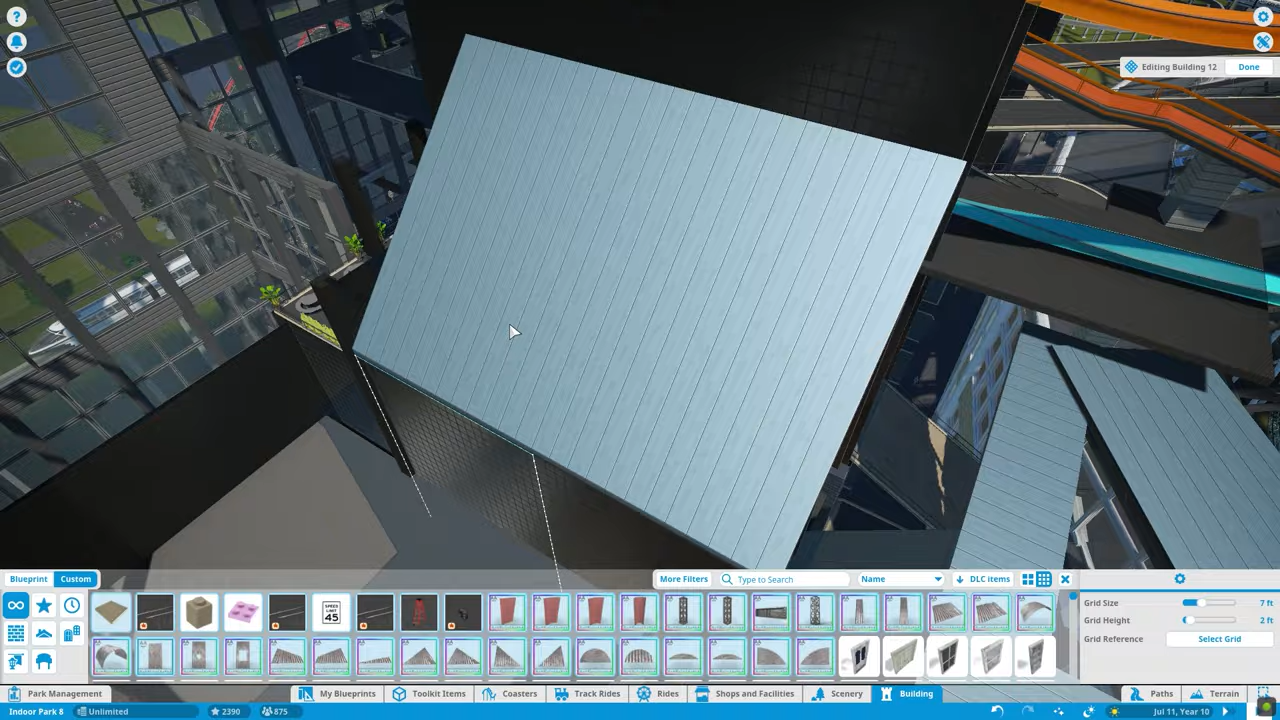 ?
Editing Building 12 Done
Blueprint Custom
More Filters Type to Search Name DLC items
SPEED LIMIT 45
Grid Size 7 ft
Grid Height 2 ft
Grid Reference Select Grid
Park Management My Blueprints Toolkit Items Coasters Track Rides Rides Shops and Facilities Scenery Building Paths Terrain
Indoor Park 8 Unlimited 2390 875 Jul 11, Year 10